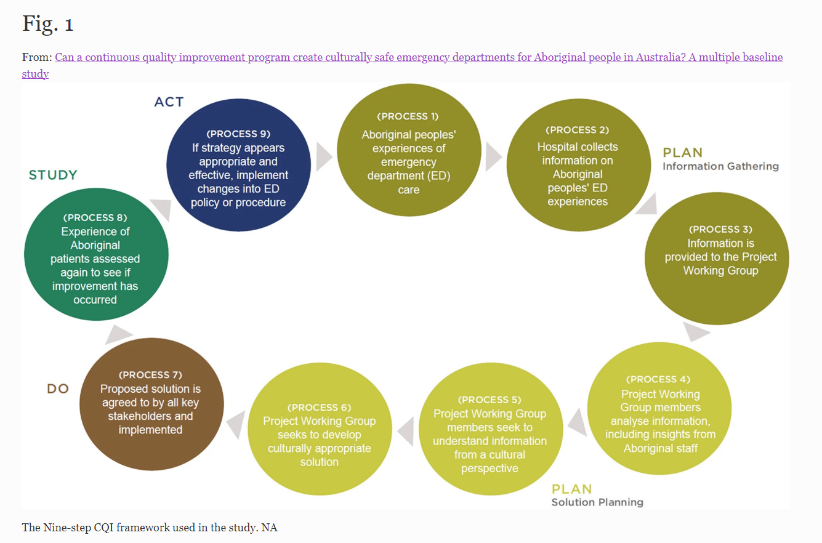 Fig. 1
From: Can a continuous quality improvement program create culturally safe emergency departments for Aboriginal people in Australia? A multiple baseline
study
ACT
(PROCESS 9)
If strategy appears
appropriate and
effective, implement
changes into ED
policy or procedure
(PROCESS 1)
Aboriginal peoples'
experiences of
emergency
department (ED)
care
(PROCESS 2)
Hospital collects
information on
Aboriginal
peoples' ED
experiences
PLAN
Information Gathering
(PROCESS 3)
Information is
provided to the Project
Working Group
(PROCESS 4)
Project Working
Group members
analyse information,
including insights from
Aboriginal staff
PLAN
Solution Planning
(PROCESS 5)
Project Working Group
members seek to
understand information
from a cultural
perspective
(PROCESS 6)
Project Working Group
seeks to develop
culturally appropriate
solution
DO
(PROCESS 7)
Proposed solution is
agreed to by all key
stakeholders and
implemented
STUDY
(PROCESS 8)
Experience of
Aboriginal
patients assessed
again to see if
improvement has
occurred
The Nine-step CQI framework used in the study. NA